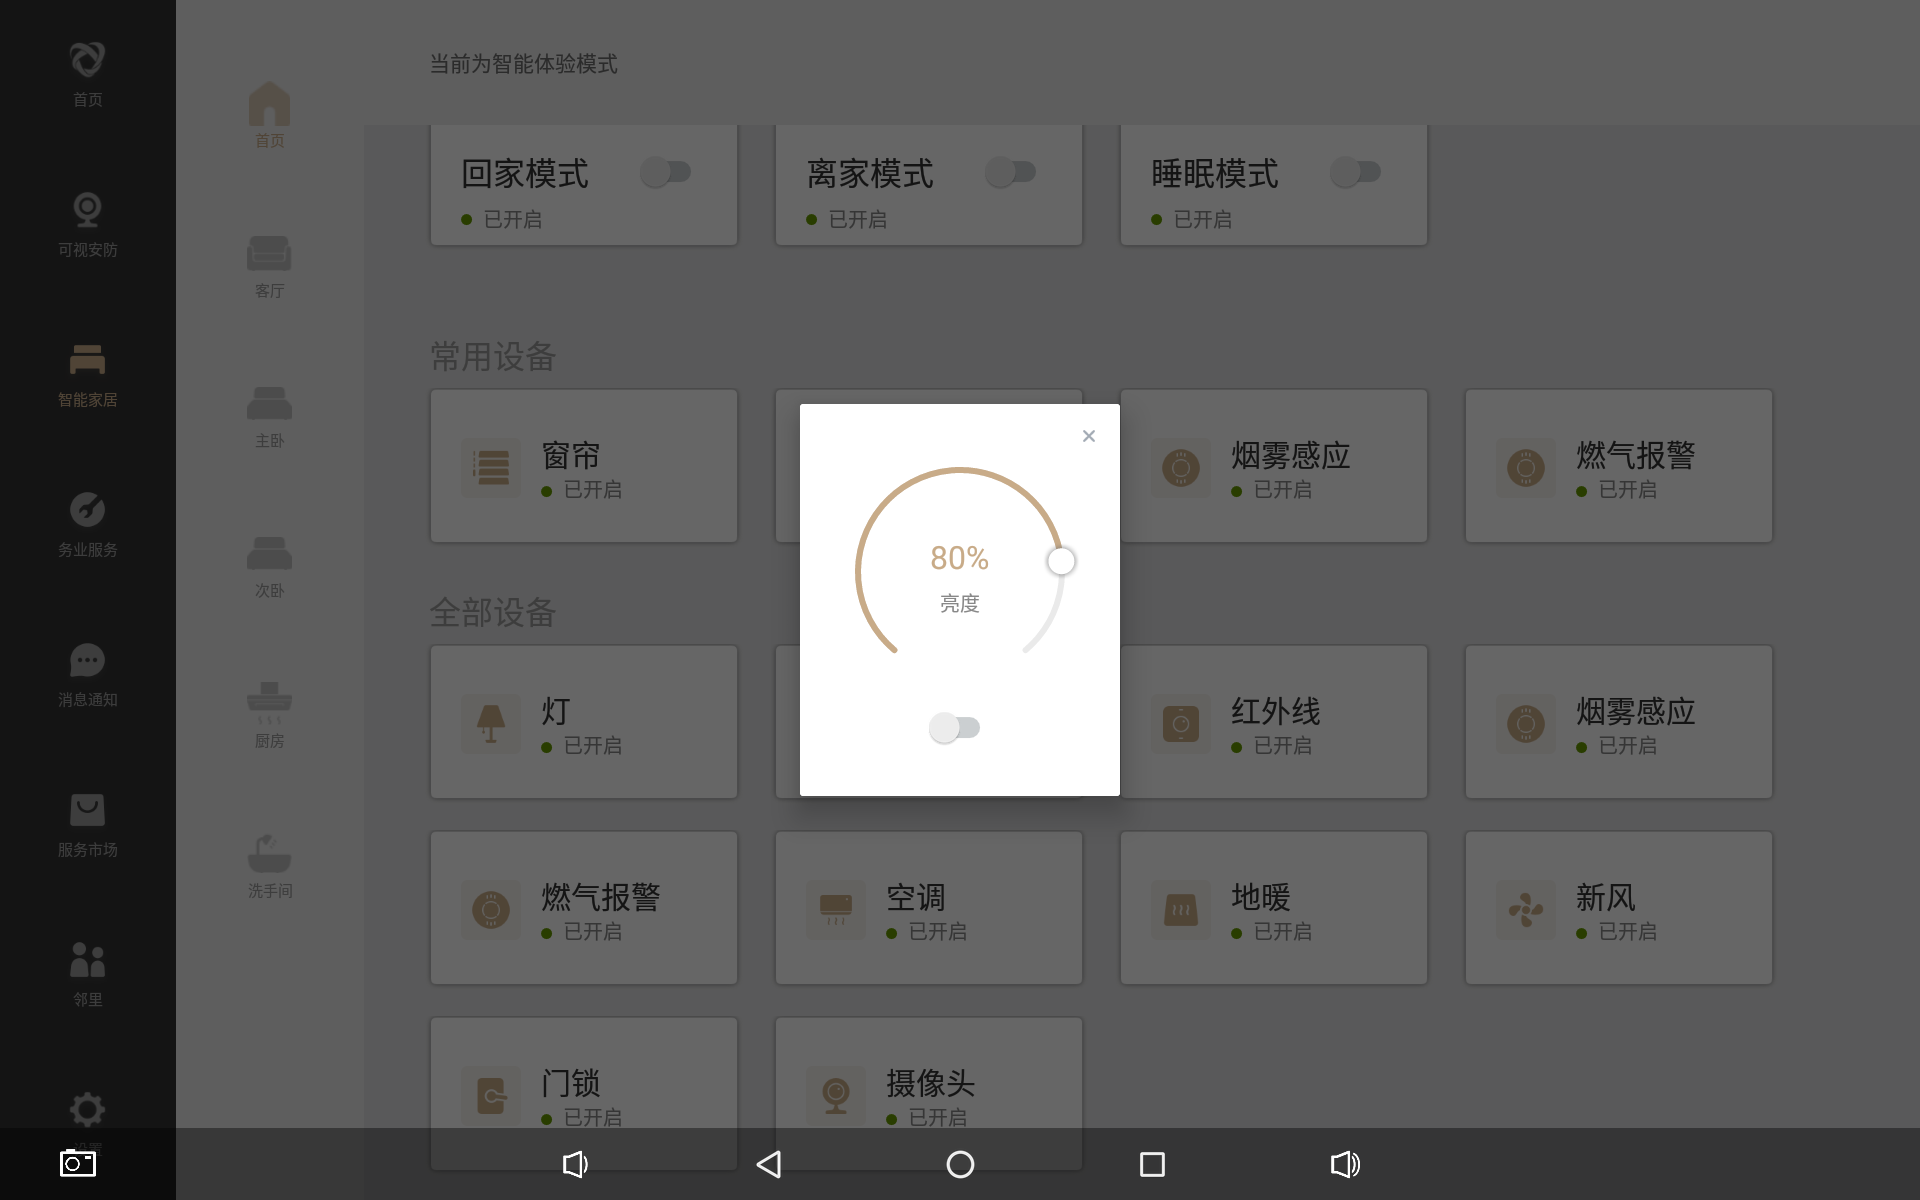 首页
可视安防
智能家居
务业服务
消息通知
服务市场
邻里
设置
首页
客厅
主卧
次卧
厨房
洗手间
当前为智能体验模式
回家模式
已开启
离家模式
已开启
睡眠模式
已开启
常用设备
窗帘
已开启
烟雾感应
已开启
燃气报警
已开启
80%
亮度
全部设备
灯
已开启
红外线
已开启
烟雾感应
已开启
燃气报警
已开启
空调
已开启
地暖
已开启
新风
已开启
门锁
已开启
摄像头
已开启